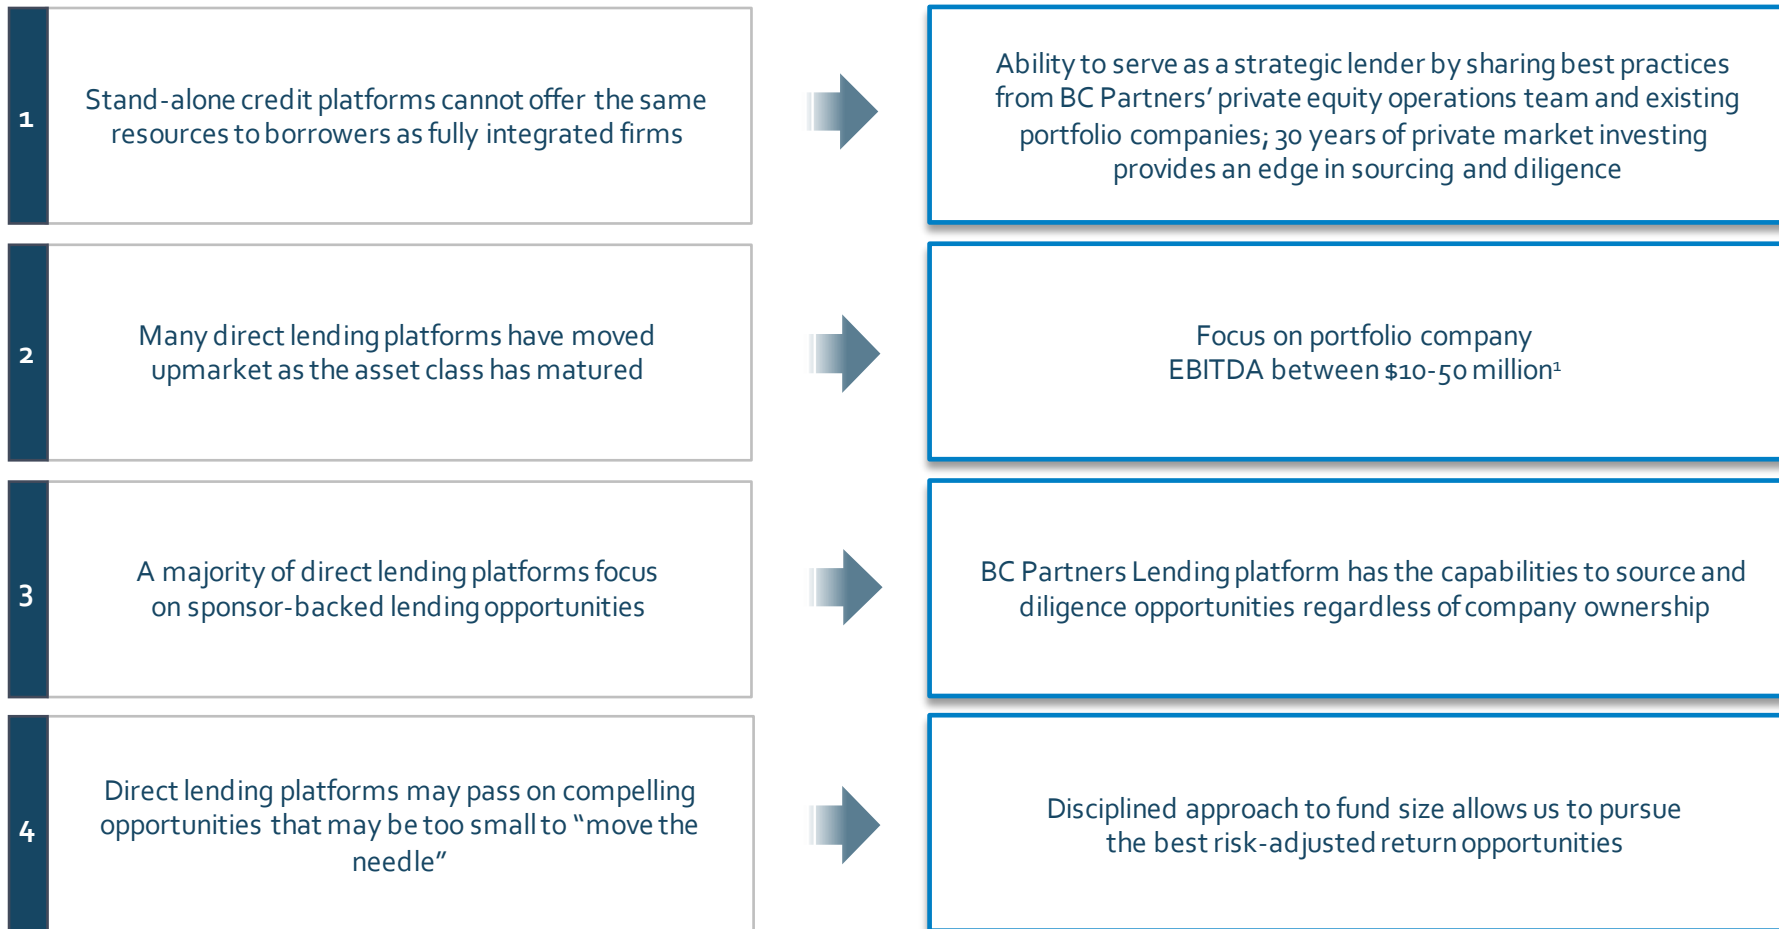 1
Stand-alone credit platforms cannot offer the same
resources to borrowers as fully integrated firms
Ability to serve as a strategic lender by sharing best practices
from BC Partners’ private equity operations team and existing
portfolio companies; 30 years of private market investing
provides an edge in sourcing and diligence
2
Many direct lending platforms have moved
upmarket as the asset class has matured
Focus on portfolio company
EBITDA between $10-50 million¹
3
A majority of direct lending platforms focus
on sponsor-backed lending opportunities
BC Partners Lending platform has the capabilities to source and
diligence opportunities regardless of company ownership
4
Direct lending platforms may pass on compelling
opportunities that may be too small to “move the
needle”
Disciplined approach to fund size allows us to pursue
the best risk-adjusted return opportunities